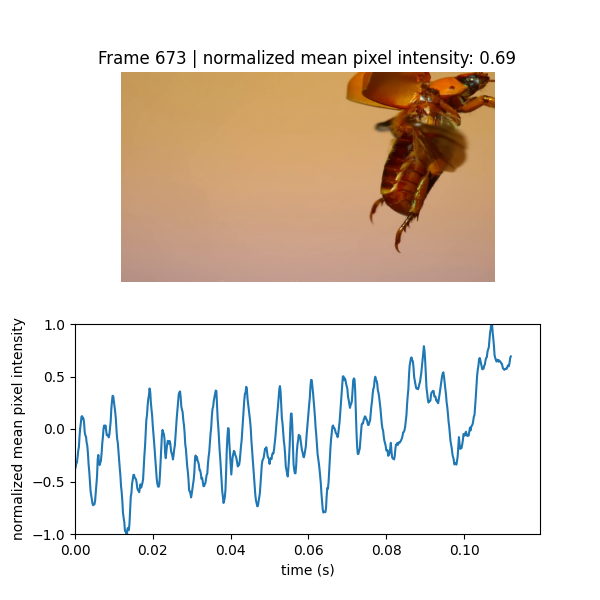 Frame 673 | normalized mean pixel intensity: 0.69
1.0
0.5
0.0
−0.5
−1.0
normalized mean pixel intensity
0.00 0.02 0.04 0.06 0.08 0.10
time (s)